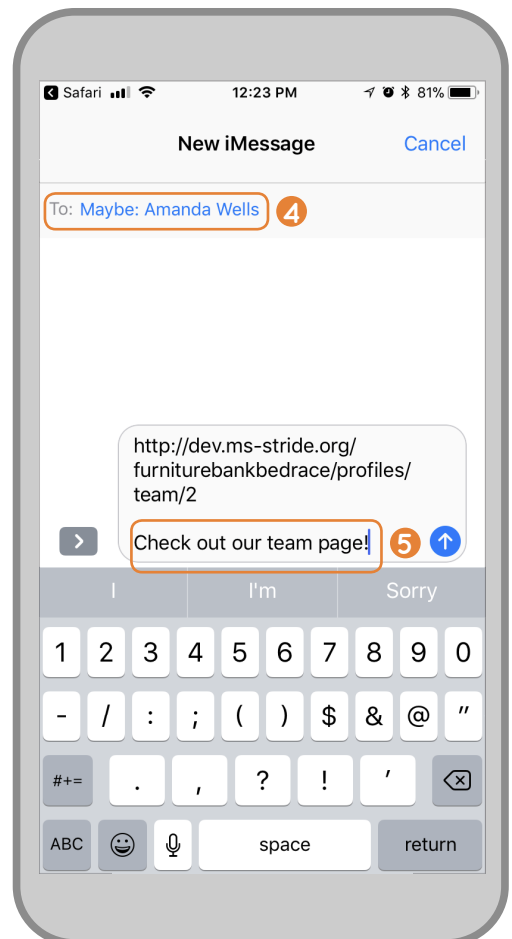 Safari 12:23 PM 81%
New iMessage Cancel
To: Maybe: Amanda Wells 4
http://dev.ms-stride.org/
furniturebankbedrace/profiles/
team/2
Check out our team page! 5
I I'm Sorry
1 2 3 4 5 6 7 8 9 0
- / : ; ( ) $ & @ "
#+= . , ? ! '
ABC space return